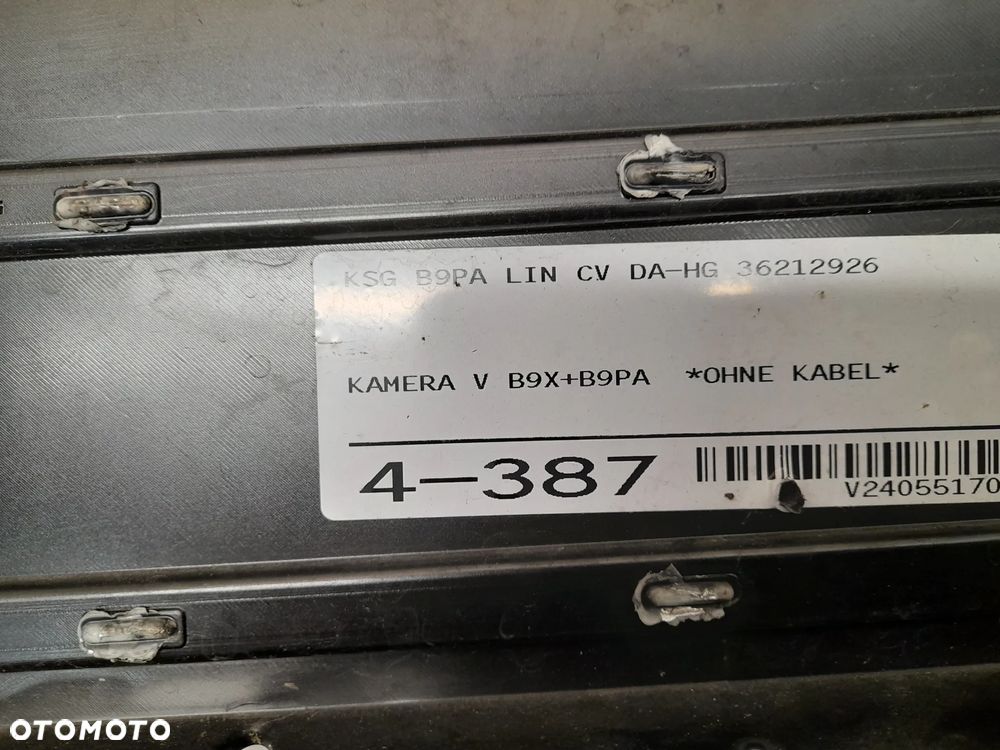 KSG B9PA LIN CV DA-HG 36212926
KAMERA V B9X+B9PA *OHNE KABEL*
4-387
V24055170
OTOMOTO